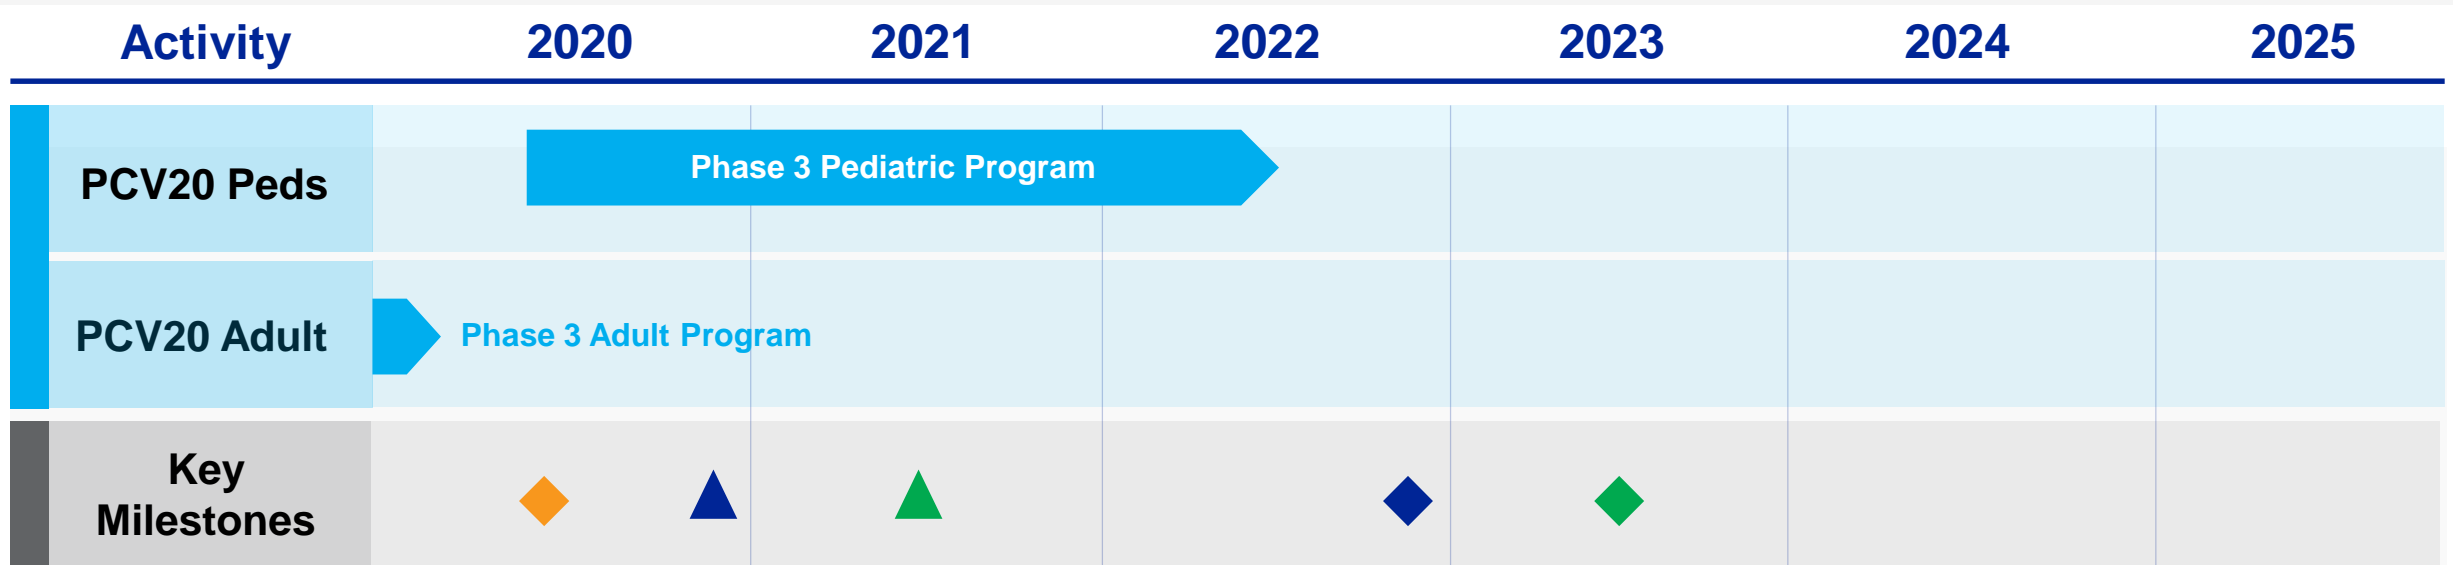 Activity 2020 2021 2022 2023 2024 2025
PCV20 Peds
Phase 3 Pediatric Program
PCV20 Adult
Phase 3 Adult Program
Key
Milestones